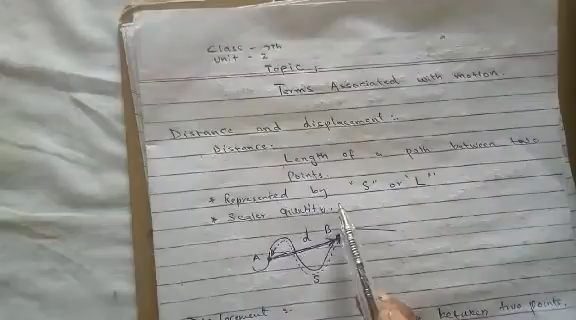 Class - 9th
Unit - 2
Topic :
Terms Associated with motion.
Distance and displacement :-
Distance:
Length of a path between two
points.
* Represented by "S" or "L"
* Scaler quantity.
A d B
S
between two points.